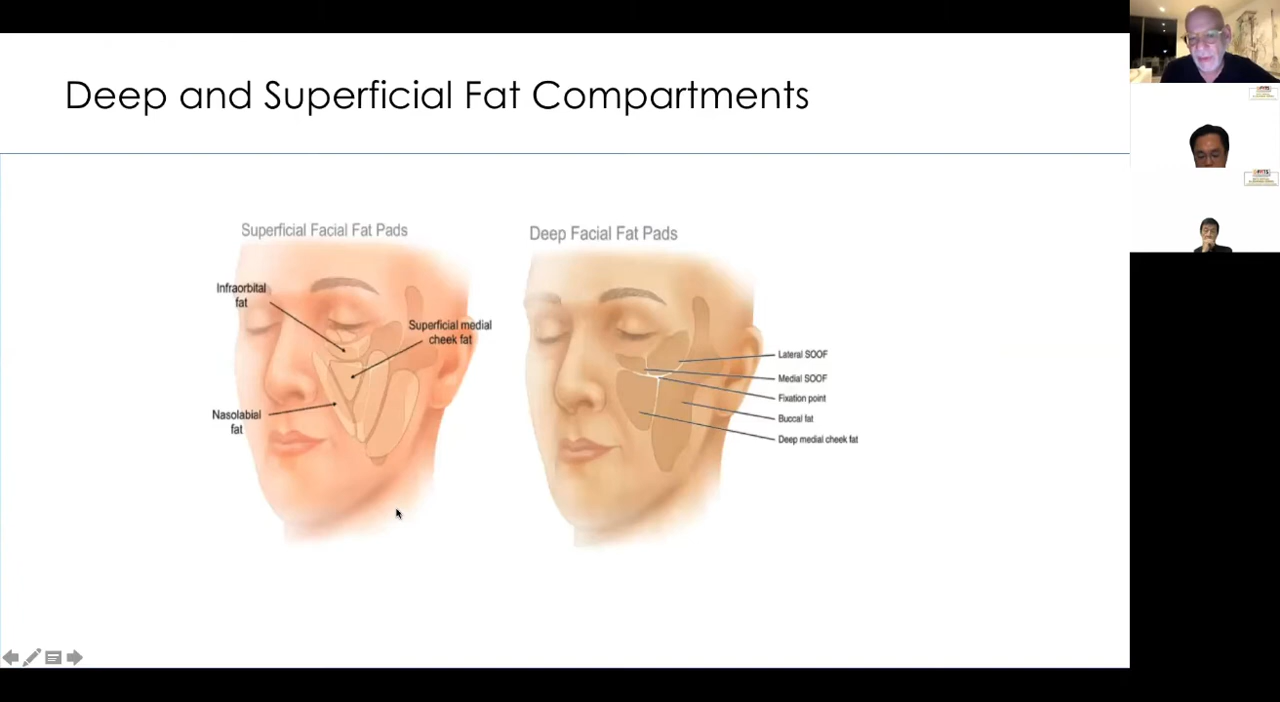 Deep and Superficial Fat Compartments
Superficial Facial Fat Pads
Infraorbital
fat
Superficial medial
cheek fat
Nasolabial
fat
Deep Facial Fat Pads
Lateral SOOF
Medial SOOF
Fixation point
Buccal fat
Deep medial cheek fat